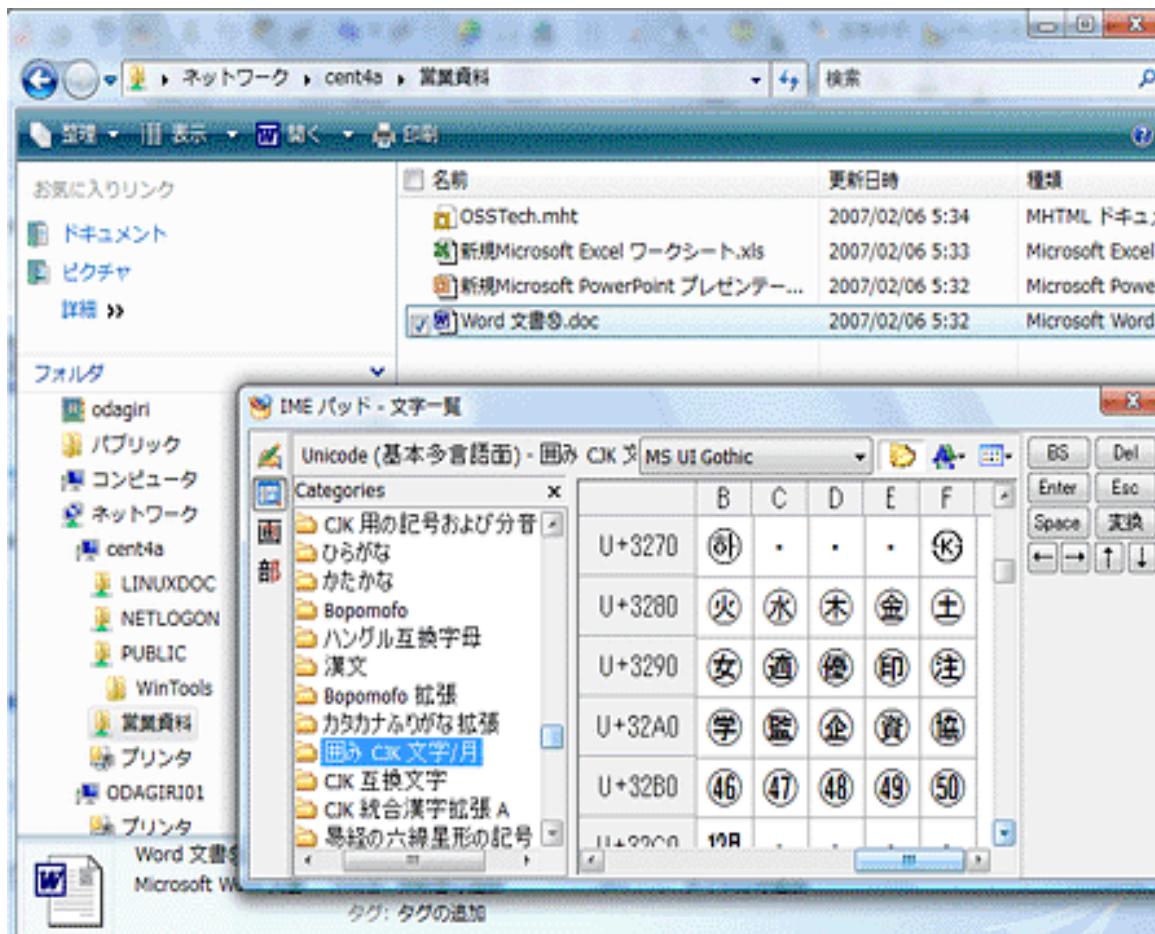 ネットワーク ▸ cent4a ▸ 営業資料
検索
整理 表示 開く 印刷
お気に入りリンク
ドキュメント
ピクチャ
詳細 »
フォルダ
odagiri
パブリック
コンピュータ
ネットワーク
cent4a
LINUXDOC
NETLOGON
PUBLIC
WinTools
営業資料
プリンタ
ODAGIRI01
プリンタ
名前 更新日時 種類
OSSTech.mht 2007/02/06 5:34 MHTML ドキュ
新規Microsoft Excel ワークシート.xls 2007/02/06 5:33 Microsoft Excel
新規Microsoft PowerPoint プレゼンテー... 2007/02/06 5:32 Microsoft Powe
Word 文書 .doc 2007/02/06 5:32 Microsoft Word
IME パッド - 文字一覧
Unicode (基本多言語面) - 囲み CJK 文 MS UI Gothic
Categories
CJK 用の記号および分音
ひらがな
かたかな
Bopomofo
ハングル互換字母
漢文
Bopomofo 拡張
カタカナふりがな 拡張
囲み CJK 文字/月
CJK 互換文字
CJK 統合漢字拡張 A
易経の六線星形の記号
画
部
B C D E F
U+3270 ㉻ ・ ・ ・ ㉿
U+3280 ㊋ ㊌ ㊍ ㊎ ㊏
U+3290 ㊛ ㊜ ㊝ ㊞ ㊟
U+32A0 ㊫ ㊬ ㊭ ㊮ ㊯
U+32B0 ㊻ ㊼ ㊽ ㊾ ㊿
U+32C0 12月
BS Del
Enter Esc
Space 変換
← → ↑ ↓
Word 文書
Microsoft W
タグ: タグの追加